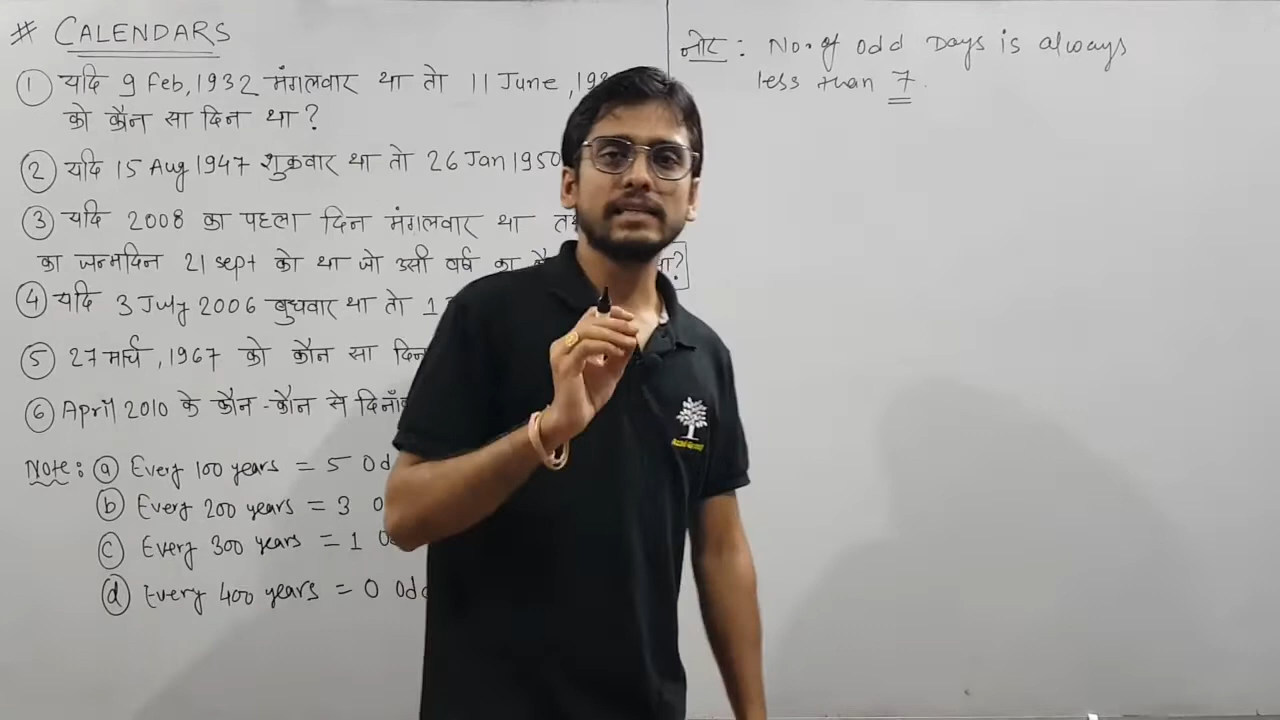 # CALENDARS
① यदि 9 Feb, 1932 मंगलवार था तो 11 June, 19
को कौन सा दिन था ?
② यदि 15 Aug 1947 शुक्रवार था तो 26 Jan 1950
③ यदि 2008 का पहला दिन मंगलवार था
का जन्मदिन 21 sept को था जो उसी वर्ष का
④ यदि 3 July 2006 बुधवार था तो 1
⑤ 27 मार्च, 1967 को कौन सा दिन
⑥ April 2010 के कौन-कौन से
Note: ⓐ Every 100 years = 5 Od
ⓑ Every 200 years = 3 O
ⓒ Every 300 years = 1
ⓓ Every 400 years = 0 Odd
नोट : No. of odd Days is always
less than 7.